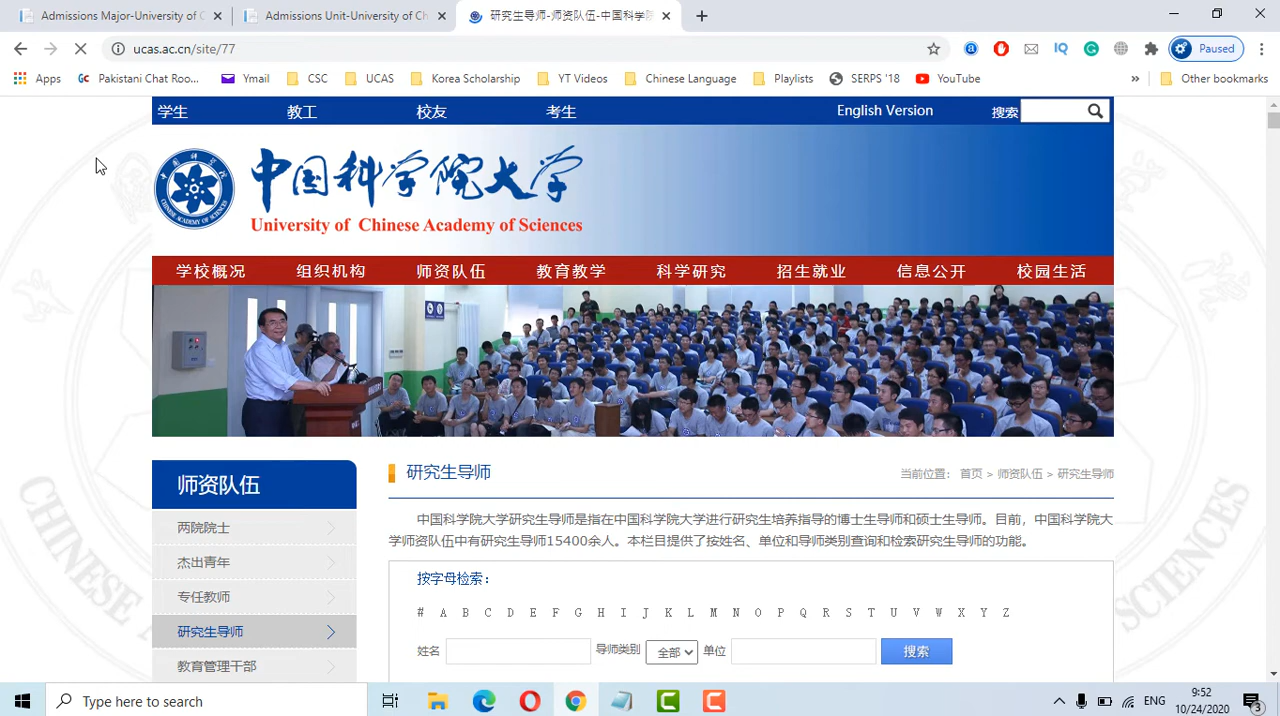 Admissions Major-University of C
Admissions Unit-University of Ch
研究生导师-师资队伍-中国科学院
ucas.ac.cn/site/77
Paused
Apps
Pakistani Chat Roo...
Ymail
CSC
UCAS
Korea Scholarship
YT Videos
Chinese Language
Playlists
SERPS '18
YouTube
»
Other bookmarks
学生 教工 校友 考生 English Version 搜索
中国科学院大学
University of Chinese Academy of Sciences
学校概况 组织机构 师资队伍 教育教学 科学研究 招生就业 信息公开 校园生活
师资队伍
两院院士
杰出青年
专任教师
研究生导师
教育管理干部
研究生导师
当前位置: 首页 > 师资队伍 > 研究生导师
中国科学院大学研究生导师是指在中国科学院大学进行研究生培养指导的博士生导师和硕士生导师。目前,中国科学院大
学师资队伍中有研究生导师15400余人。本栏目提供了按姓名、单位和导师类别查询和检索研究生导师的功能。
按字母检索:
# A B C D E F G H I J K L M N O P Q R S T U V W X Y Z
姓名 导师类别 全部 单位 搜索
Type here to search
ENG
9:52
10/24/2020
3